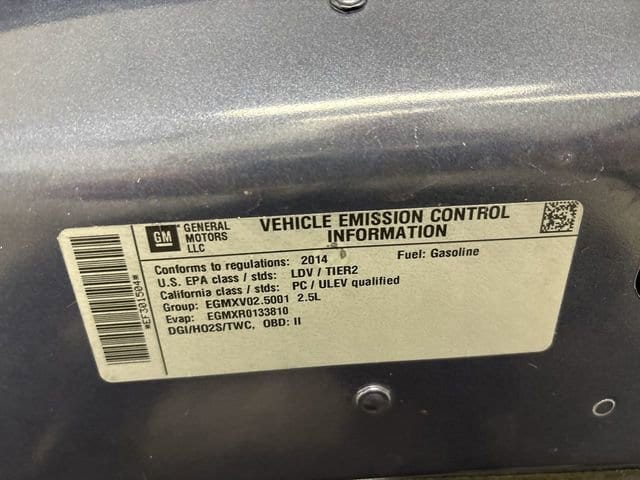 *EF301504*
GM
GENERAL
MOTORS
LLC
VEHICLE EMISSION CONTROL
INFORMATION
Conforms to regulations: 2014 Fuel: Gasoline
U.S. EPA class / stds: LDV / TIER2
California class / stds: PC / ULEV qualified
Group: EGMXV02.5001 2.5L
Evap: EGMXR0133810
DGI/HO2S/TWC, OBD: II